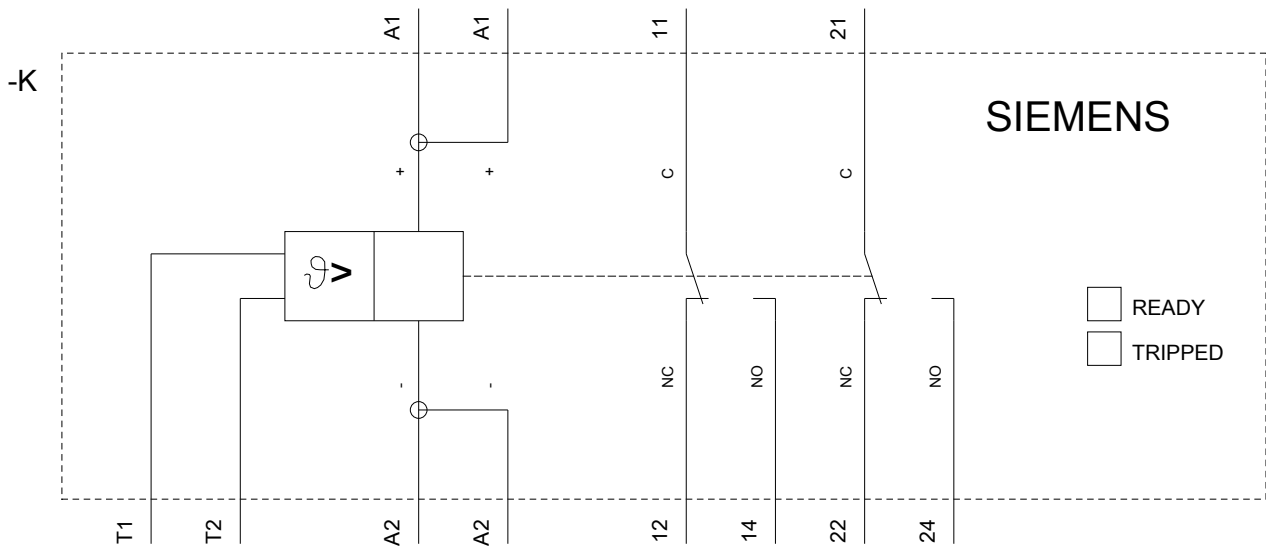 A1
A1
11
21
-K
SIEMENS
+
+
C
C
ϑ>
READY
TRIPPED
-
-
NC
NO
NC
NO
T1
T2
A2
A2
12
14
22
24